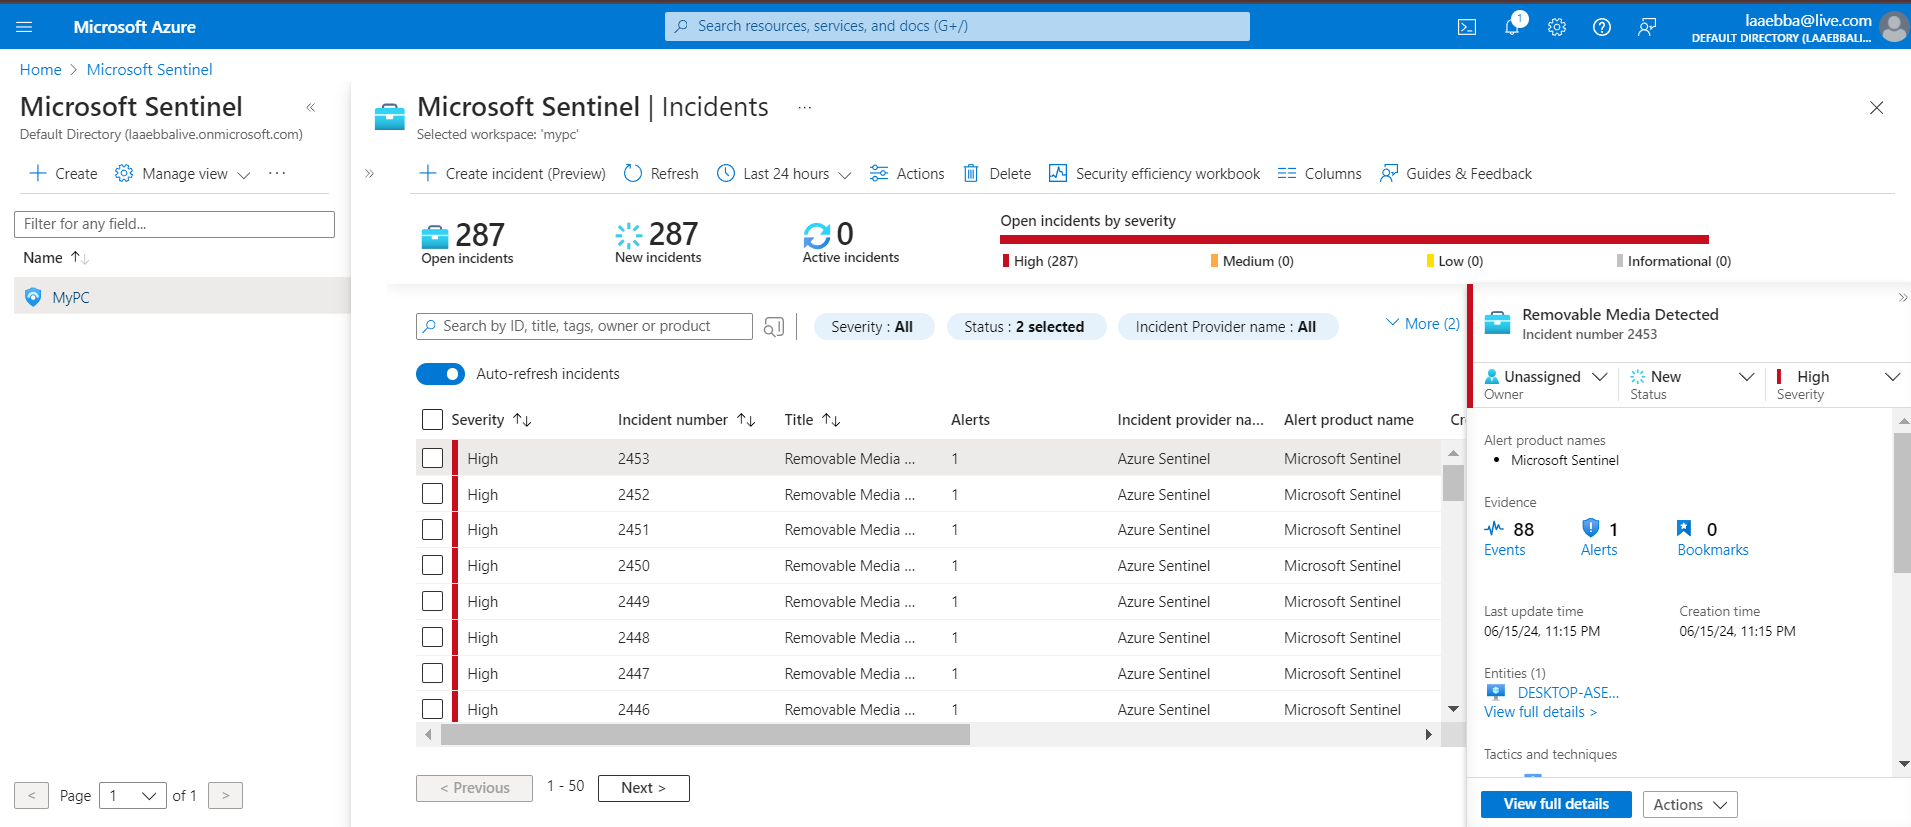 Microsoft Azure
Search resources, services, and docs (G+/)
1
laaebba@live.com
DEFAULT DIRECTORY (LAAEBBALI...
Home > Microsoft Sentinel
Microsoft Sentinel
«
Default Directory (laaebbalive.onmicrosoft.com)
+ Create
Manage view
...
Filter for any field...
Name ↑↓
MyPC
< Page 1 of 1 >
Microsoft Sentinel | Incidents ...
Selected workspace: 'mypc'
»
+ Create incident (Preview)
Refresh
Last 24 hours
Actions
Delete
Security efficiency workbook
Columns
Guides & Feedback
287
Open incidents
287
New incidents
0
Active incidents
Open incidents by severity
High (287)
Medium (0)
Low (0)
Informational (0)
Search by ID, title, tags, owner or product
Severity : All
Status : 2 selected
Incident Provider name : All
More (2)
Auto-refresh incidents
Severity ↑↓ Incident number ↑↓ Title ↑↓ Alerts Incident provider na... Alert product name Cr
High 2453 Removable Media ... 1 Azure Sentinel Microsoft Sentinel
High 2452 Removable Media ... 1 Azure Sentinel Microsoft Sentinel
High 2451 Removable Media ... 1 Azure Sentinel Microsoft Sentinel
High 2450 Removable Media ... 1 Azure Sentinel Microsoft Sentinel
High 2449 Removable Media ... 1 Azure Sentinel Microsoft Sentinel
High 2448 Removable Media ... 1 Azure Sentinel Microsoft Sentinel
High 2447 Removable Media ... 1 Azure Sentinel Microsoft Sentinel
High 2446 Removable Media ... 1 Azure Sentinel Microsoft Sentinel
< Previous 1 - 50 Next >
»
Removable Media Detected
Incident number 2453
Unassigned
Owner
New
Status
High
Severity
Alert product names
• Microsoft Sentinel
Evidence
88
Events
1
Alerts
0
Bookmarks
Last update time
06/15/24, 11:15 PM
Creation time
06/15/24, 11:15 PM
Entities (1)
DESKTOP-ASE...
View full details >
Tactics and techniques
View full details
Actions